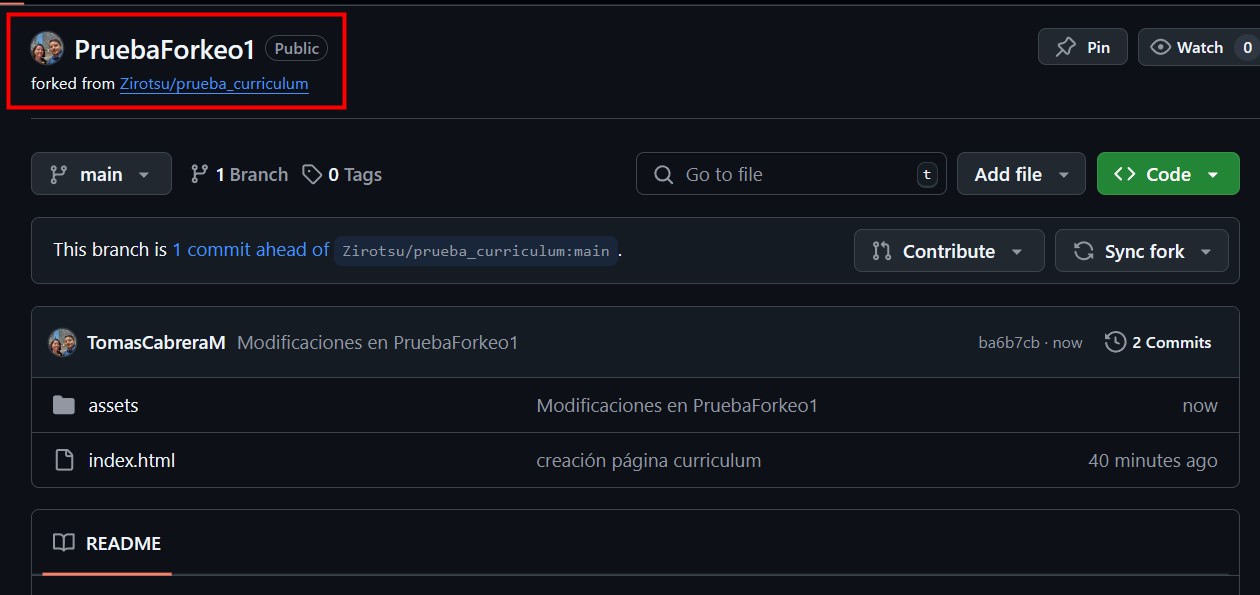 PruebaForkeo1 Public
Pin
Watch 0
forked from Zirotsu/prueba_curriculum
main
1 Branch
0 Tags
Go to file
t
Add file
Code
This branch is 1 commit ahead of Zirotsu/prueba_curriculum:main.
Contribute
Sync fork
TomasCabreraM Modificaciones en PruebaForkeo1
ba6b7cb · now
2 Commits
assets
Modificaciones en PruebaForkeo1
now
index.html
creación página curriculum
40 minutes ago
README